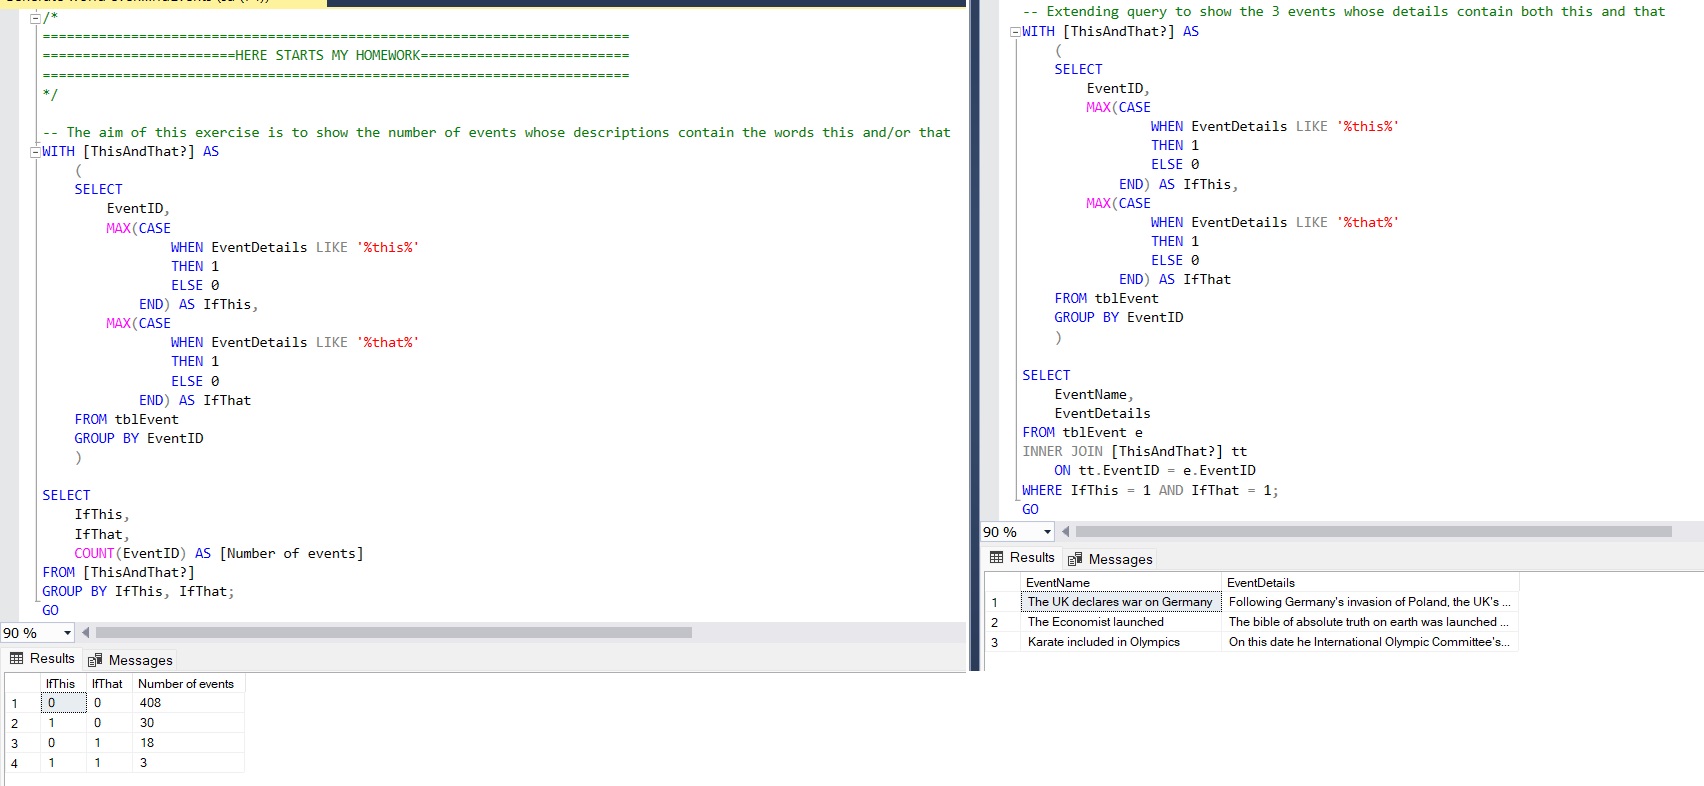 /*
=========================================================================
========================HERE STARTS MY HOMEWORK==========================
=========================================================================
*/
-- The aim of this exercise is to show the number of events whose descriptions contain the words this and/or that
WITH [ThisAndThat?] AS
(
SELECT
EventID,
MAX(CASE
WHEN EventDetails LIKE '%this%'
THEN 1
ELSE 0
END) AS IfThis,
MAX(CASE
WHEN EventDetails LIKE '%that%'
THEN 1
ELSE 0
END) AS IfThat
FROM tblEvent
GROUP BY EventID
)
SELECT
IfThis,
IfThat,
COUNT(EventID) AS [Number of events]
FROM [ThisAndThat?]
GROUP BY IfThis, IfThat;
GO
90 %
Results Messages
IfThis IfThat Number of events
1 0 0 408
2 1 0 30
3 0 1 18
4 1 1 3
-- Extending query to show the 3 events whose details contain both this and that
WITH [ThisAndThat?] AS
(
SELECT
EventID,
MAX(CASE
WHEN EventDetails LIKE '%this%'
THEN 1
ELSE 0
END) AS IfThis,
MAX(CASE
WHEN EventDetails LIKE '%that%'
THEN 1
ELSE 0
END) AS IfThat
FROM tblEvent
GROUP BY EventID
)
SELECT
EventName,
EventDetails
FROM tblEvent e
INNER JOIN [ThisAndThat?] tt
ON tt.EventID = e.EventID
WHERE IfThis = 1 AND IfThat = 1;
GO
90 %
Results Messages
EventName EventDetails
1 The UK declares war on Germany Following Germany's invasion of Poland, the UK's ...
2 The Economist launched The bible of absolute truth on earth was launched ...
3 Karate included in Olympics On this date he International Olympic Committee's...